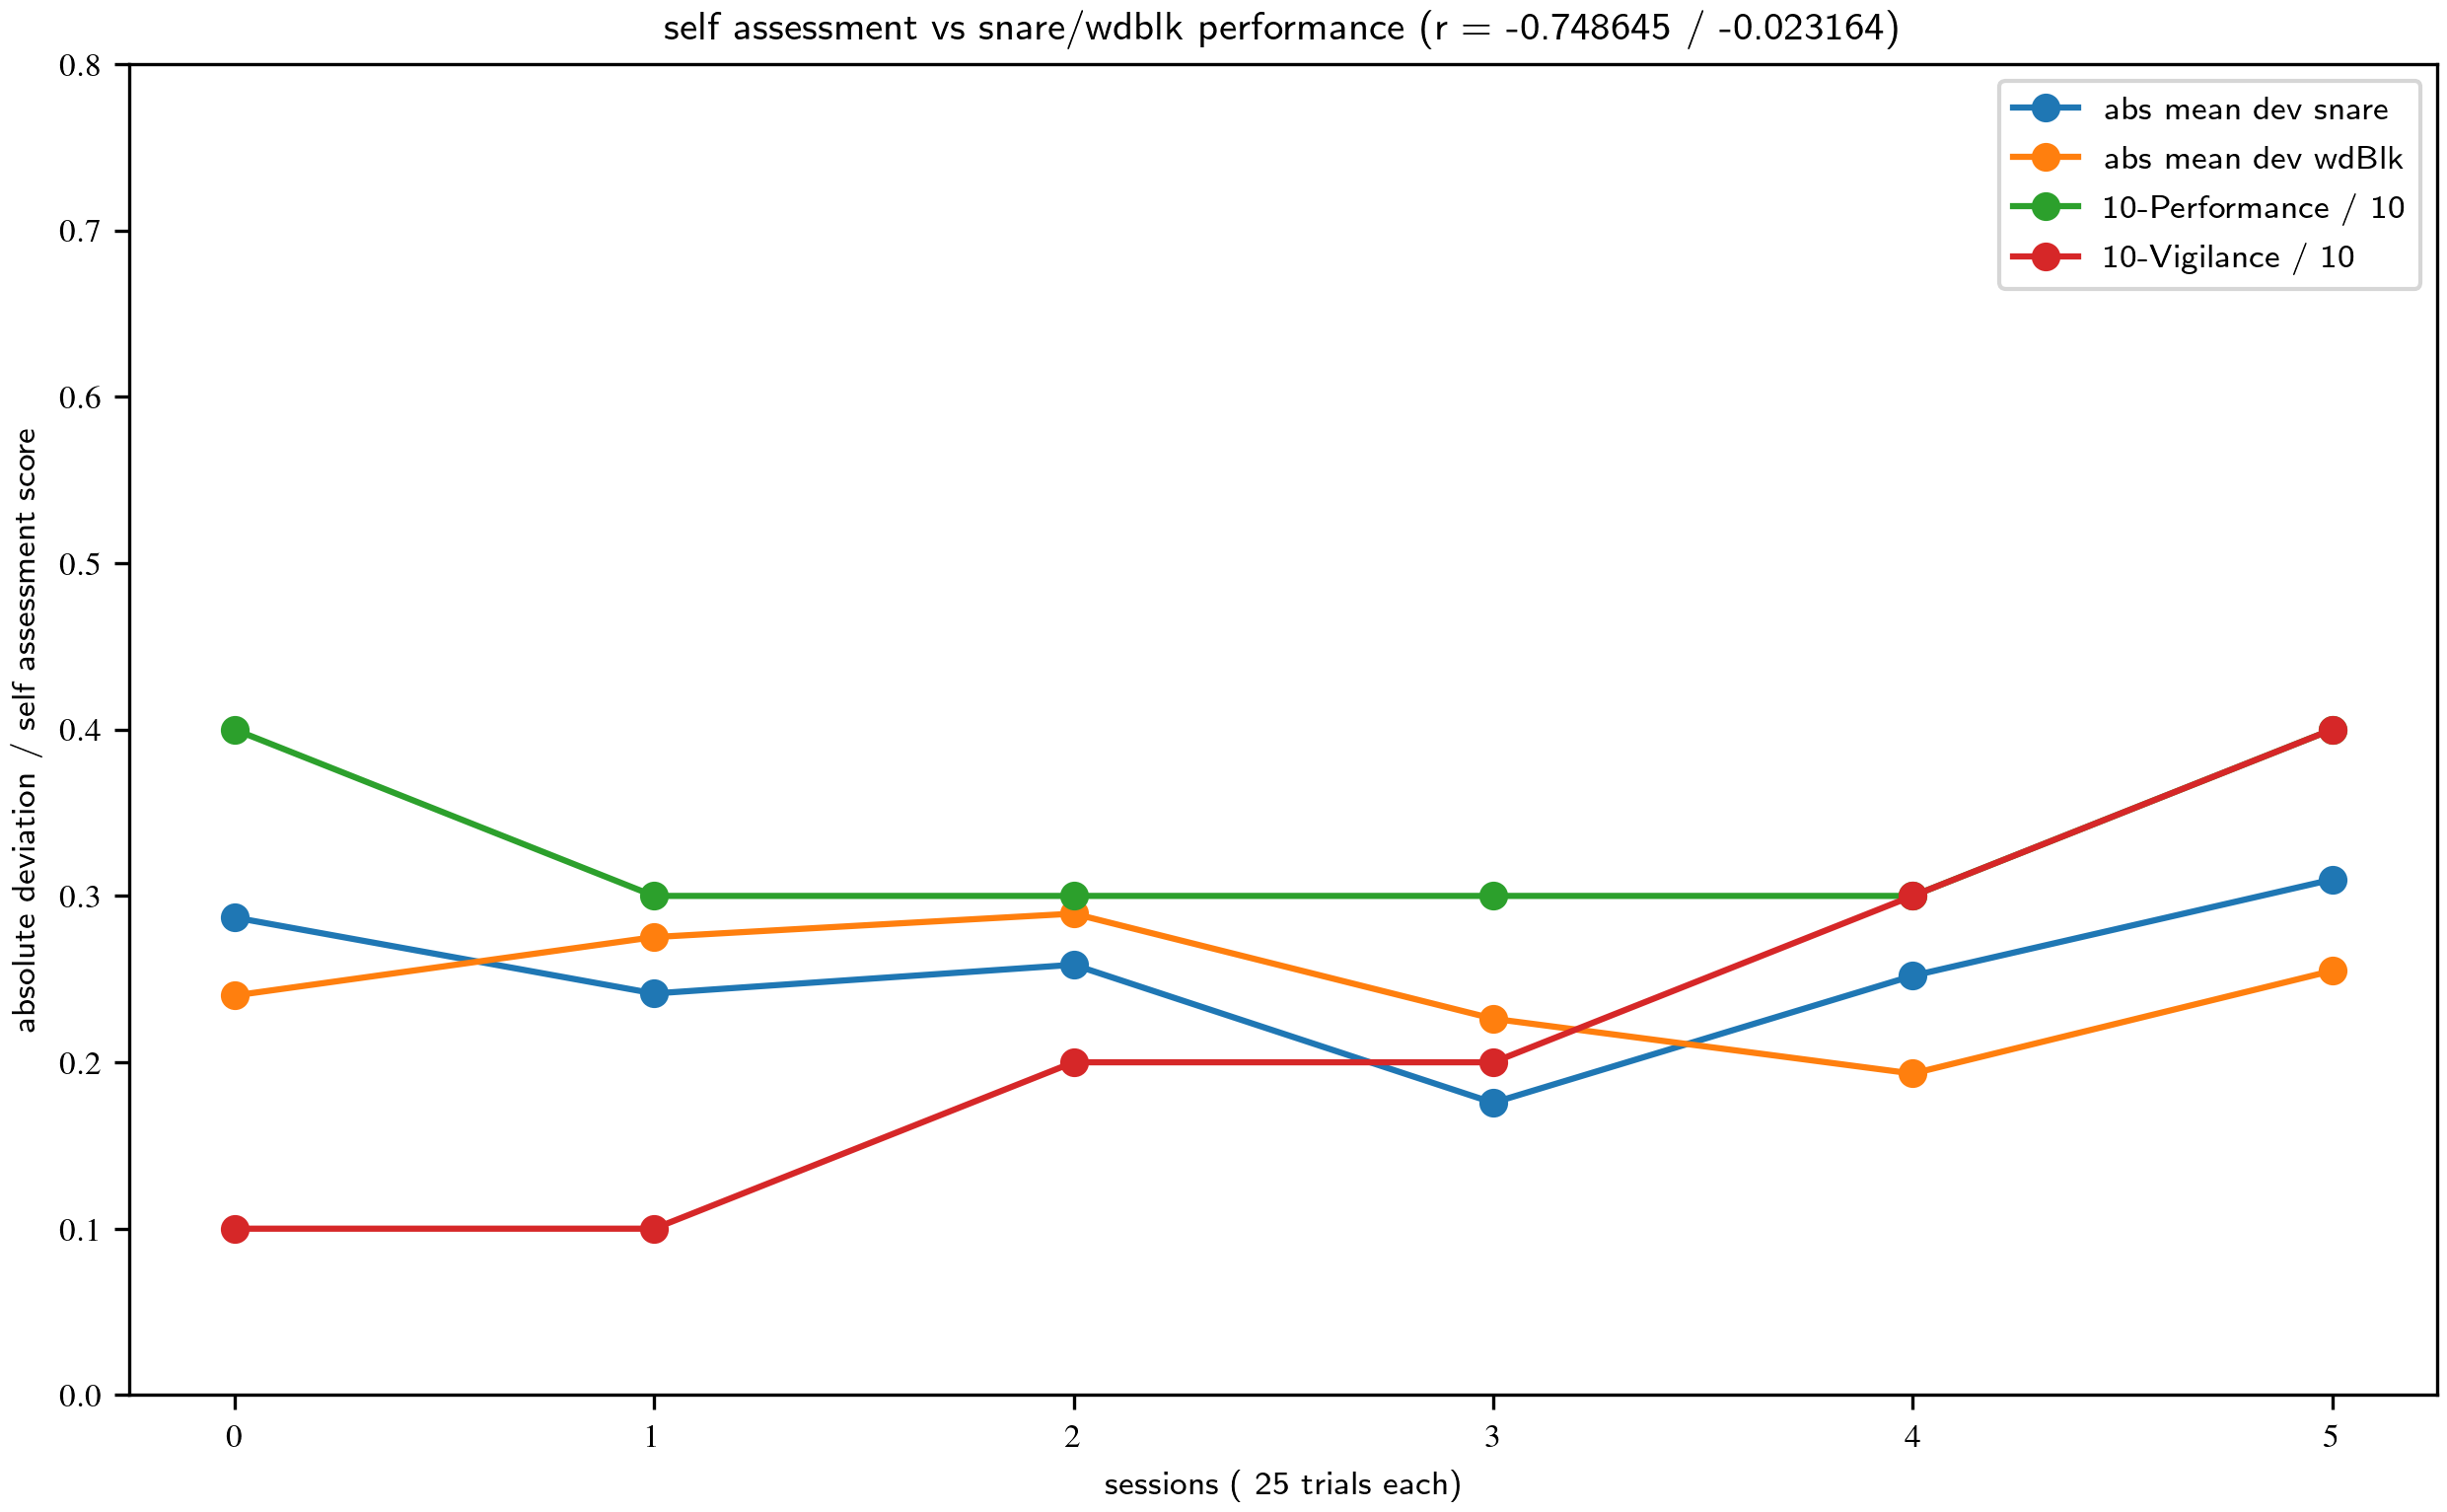 self assessment vs snare/wdblk performance (r = -0.748645 / -0.023164)
0.8
0.7
0.6
0.5
0.4
0.3
0.2
0.1
0.0
absolute deviation / self assessment score
abs mean dev snare
abs mean dev wdBlk
10-Performance / 10
10-Vigilance / 10
0 1 2 3 4 5
sessions ( 25 trials each)